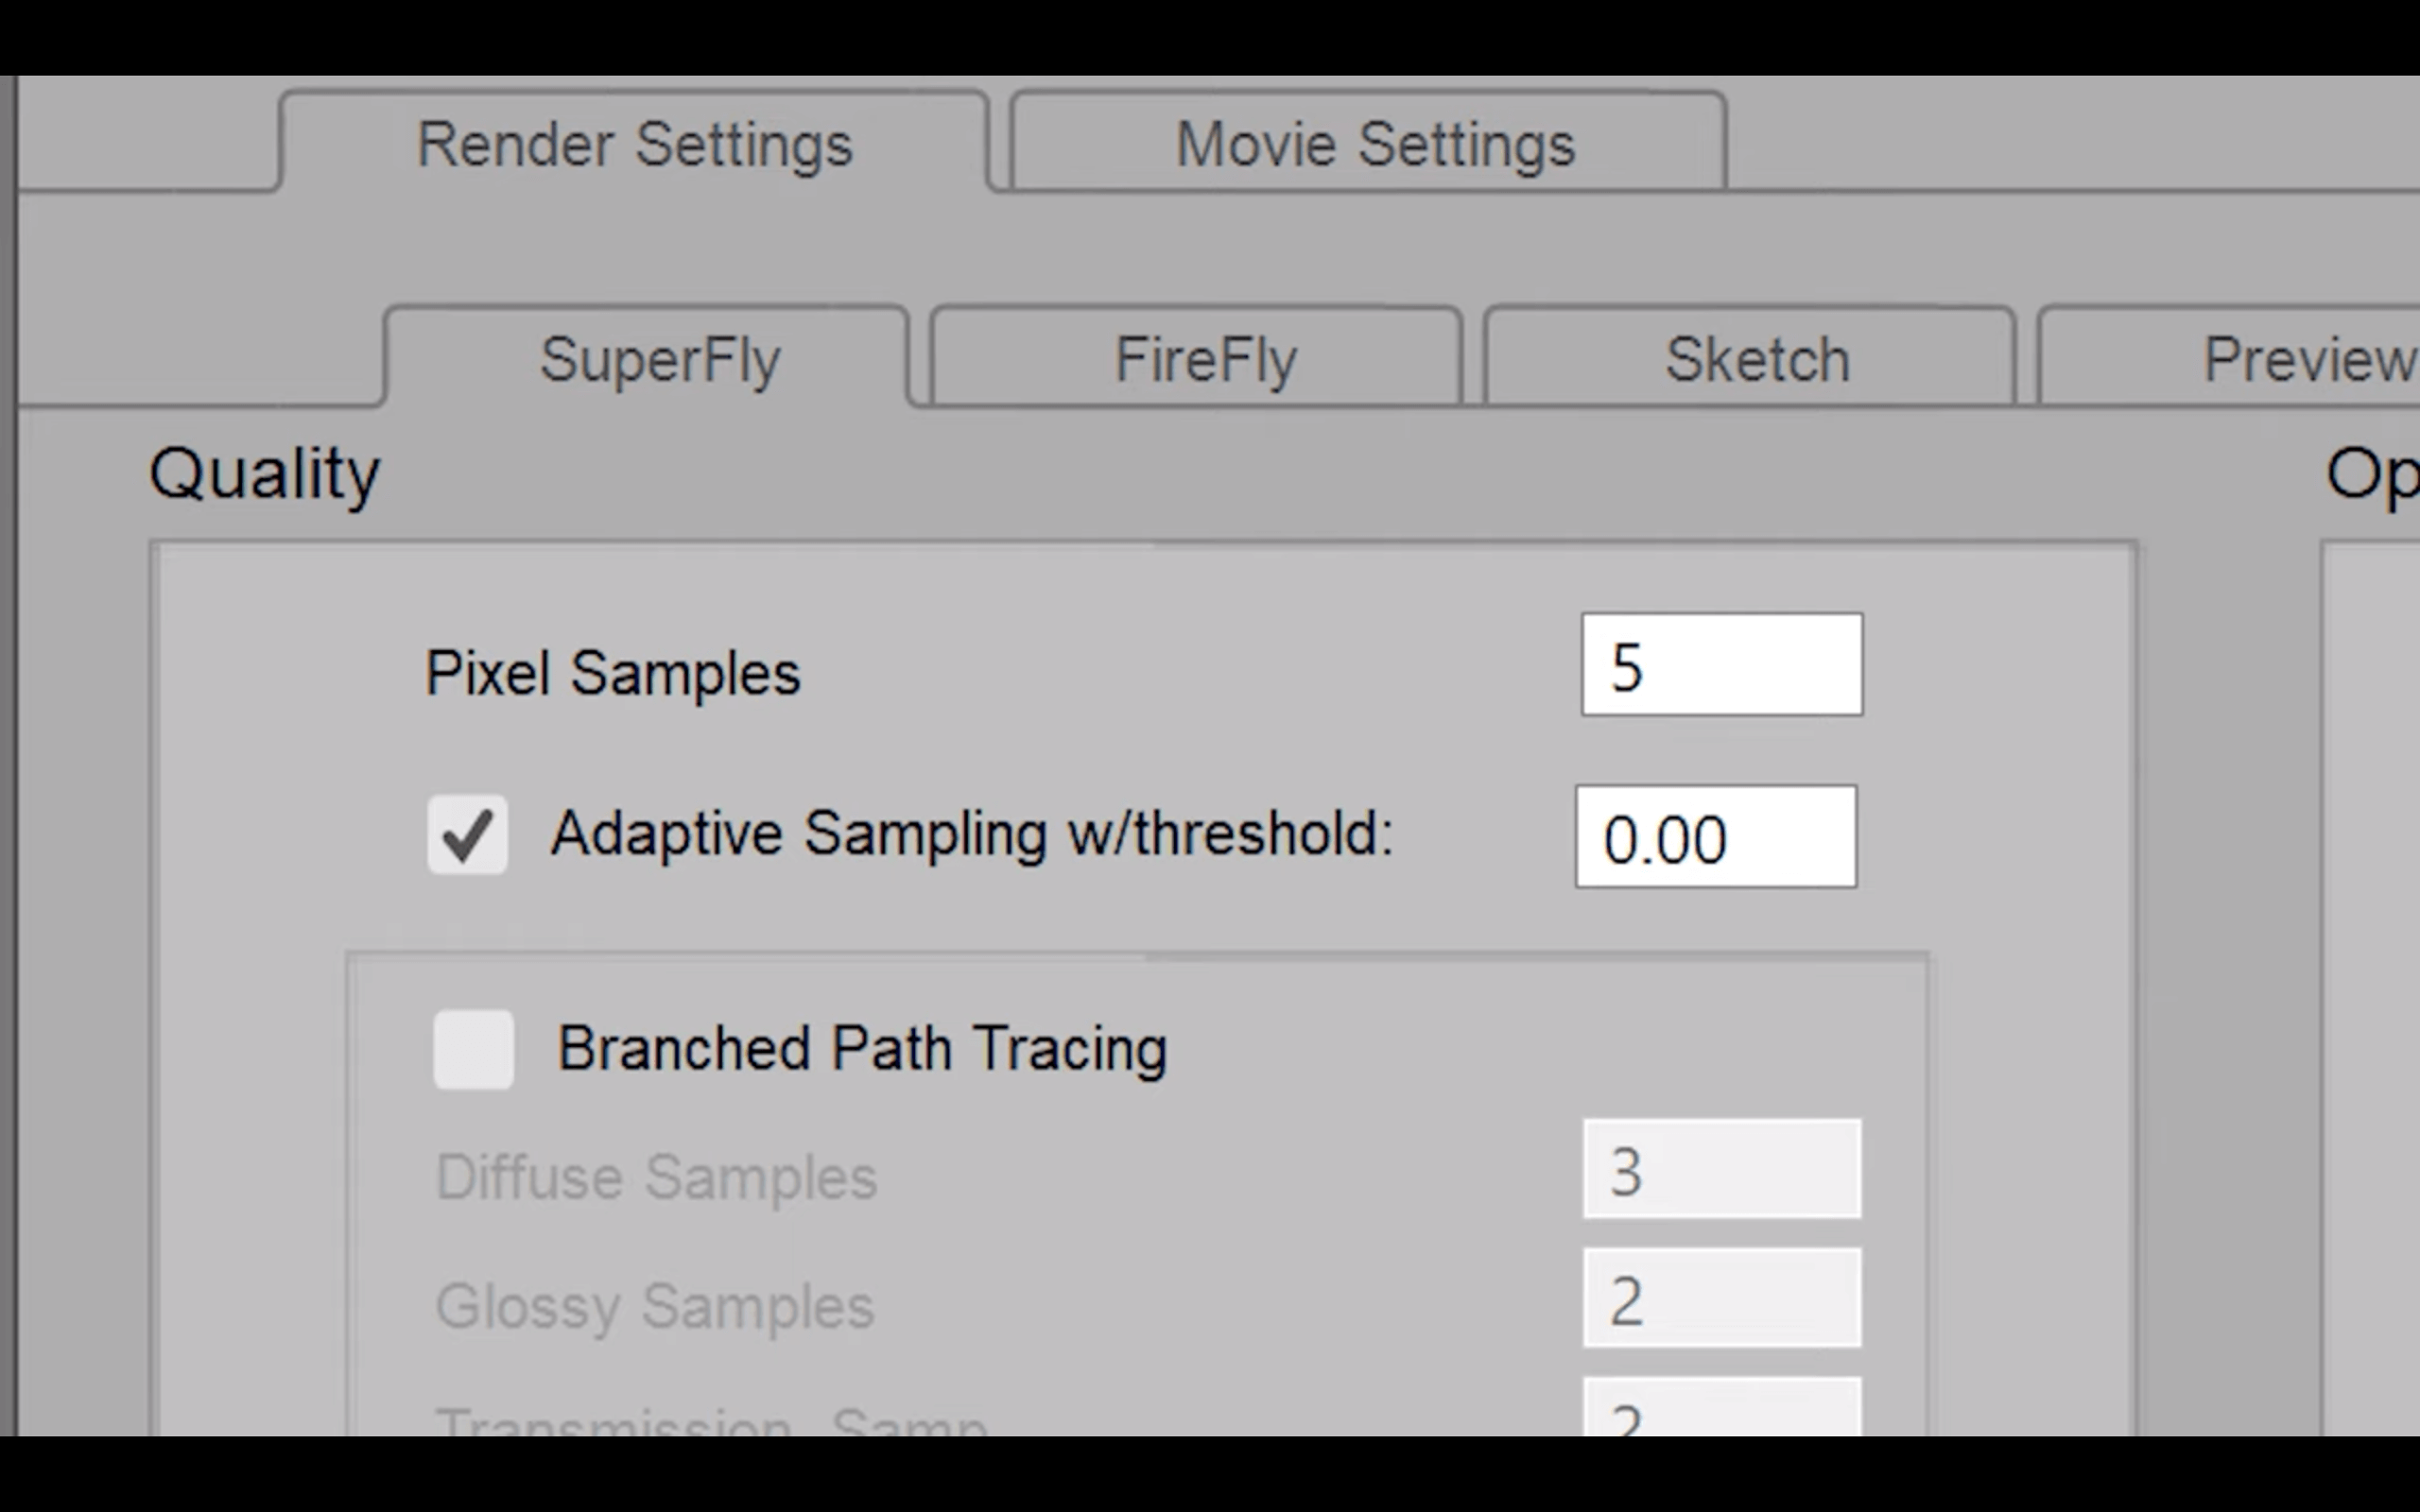 Render Settings Movie Settings
SuperFly FireFly Sketch Preview
Quality Op
Pixel Samples 5
Adaptive Sampling w/threshold: 0.00
Branched Path Tracing
Diffuse Samples 3
Glossy Samples 2
Transmission Samp 2